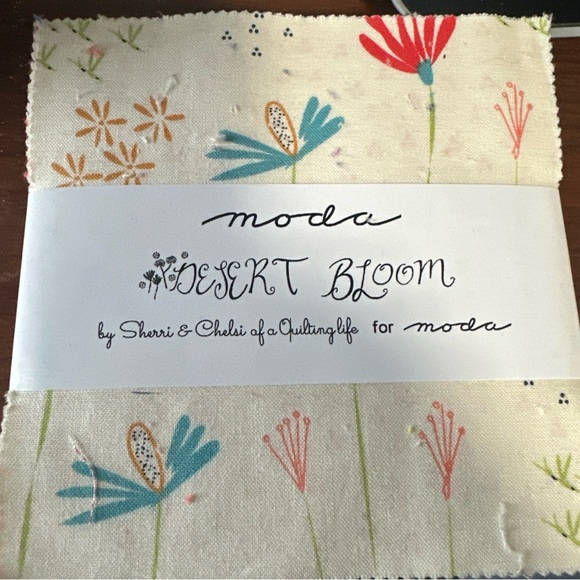 moda
DESERT BLOOM
by Sherri & Chelsi of a Quilting life for moda